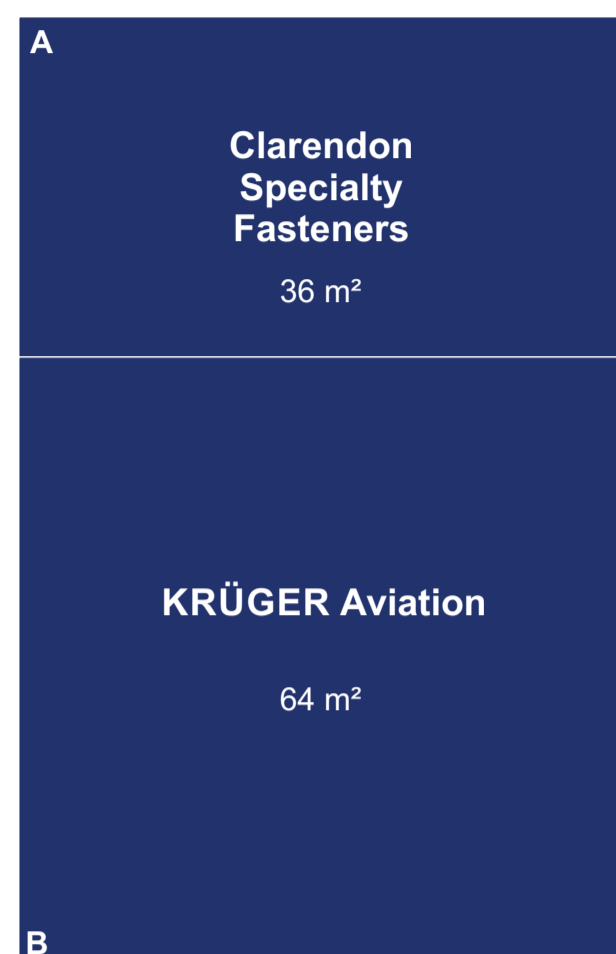 A
Clarendon
Specialty
Fasteners
36 m²
KRÜGER Aviation
64 m²
B